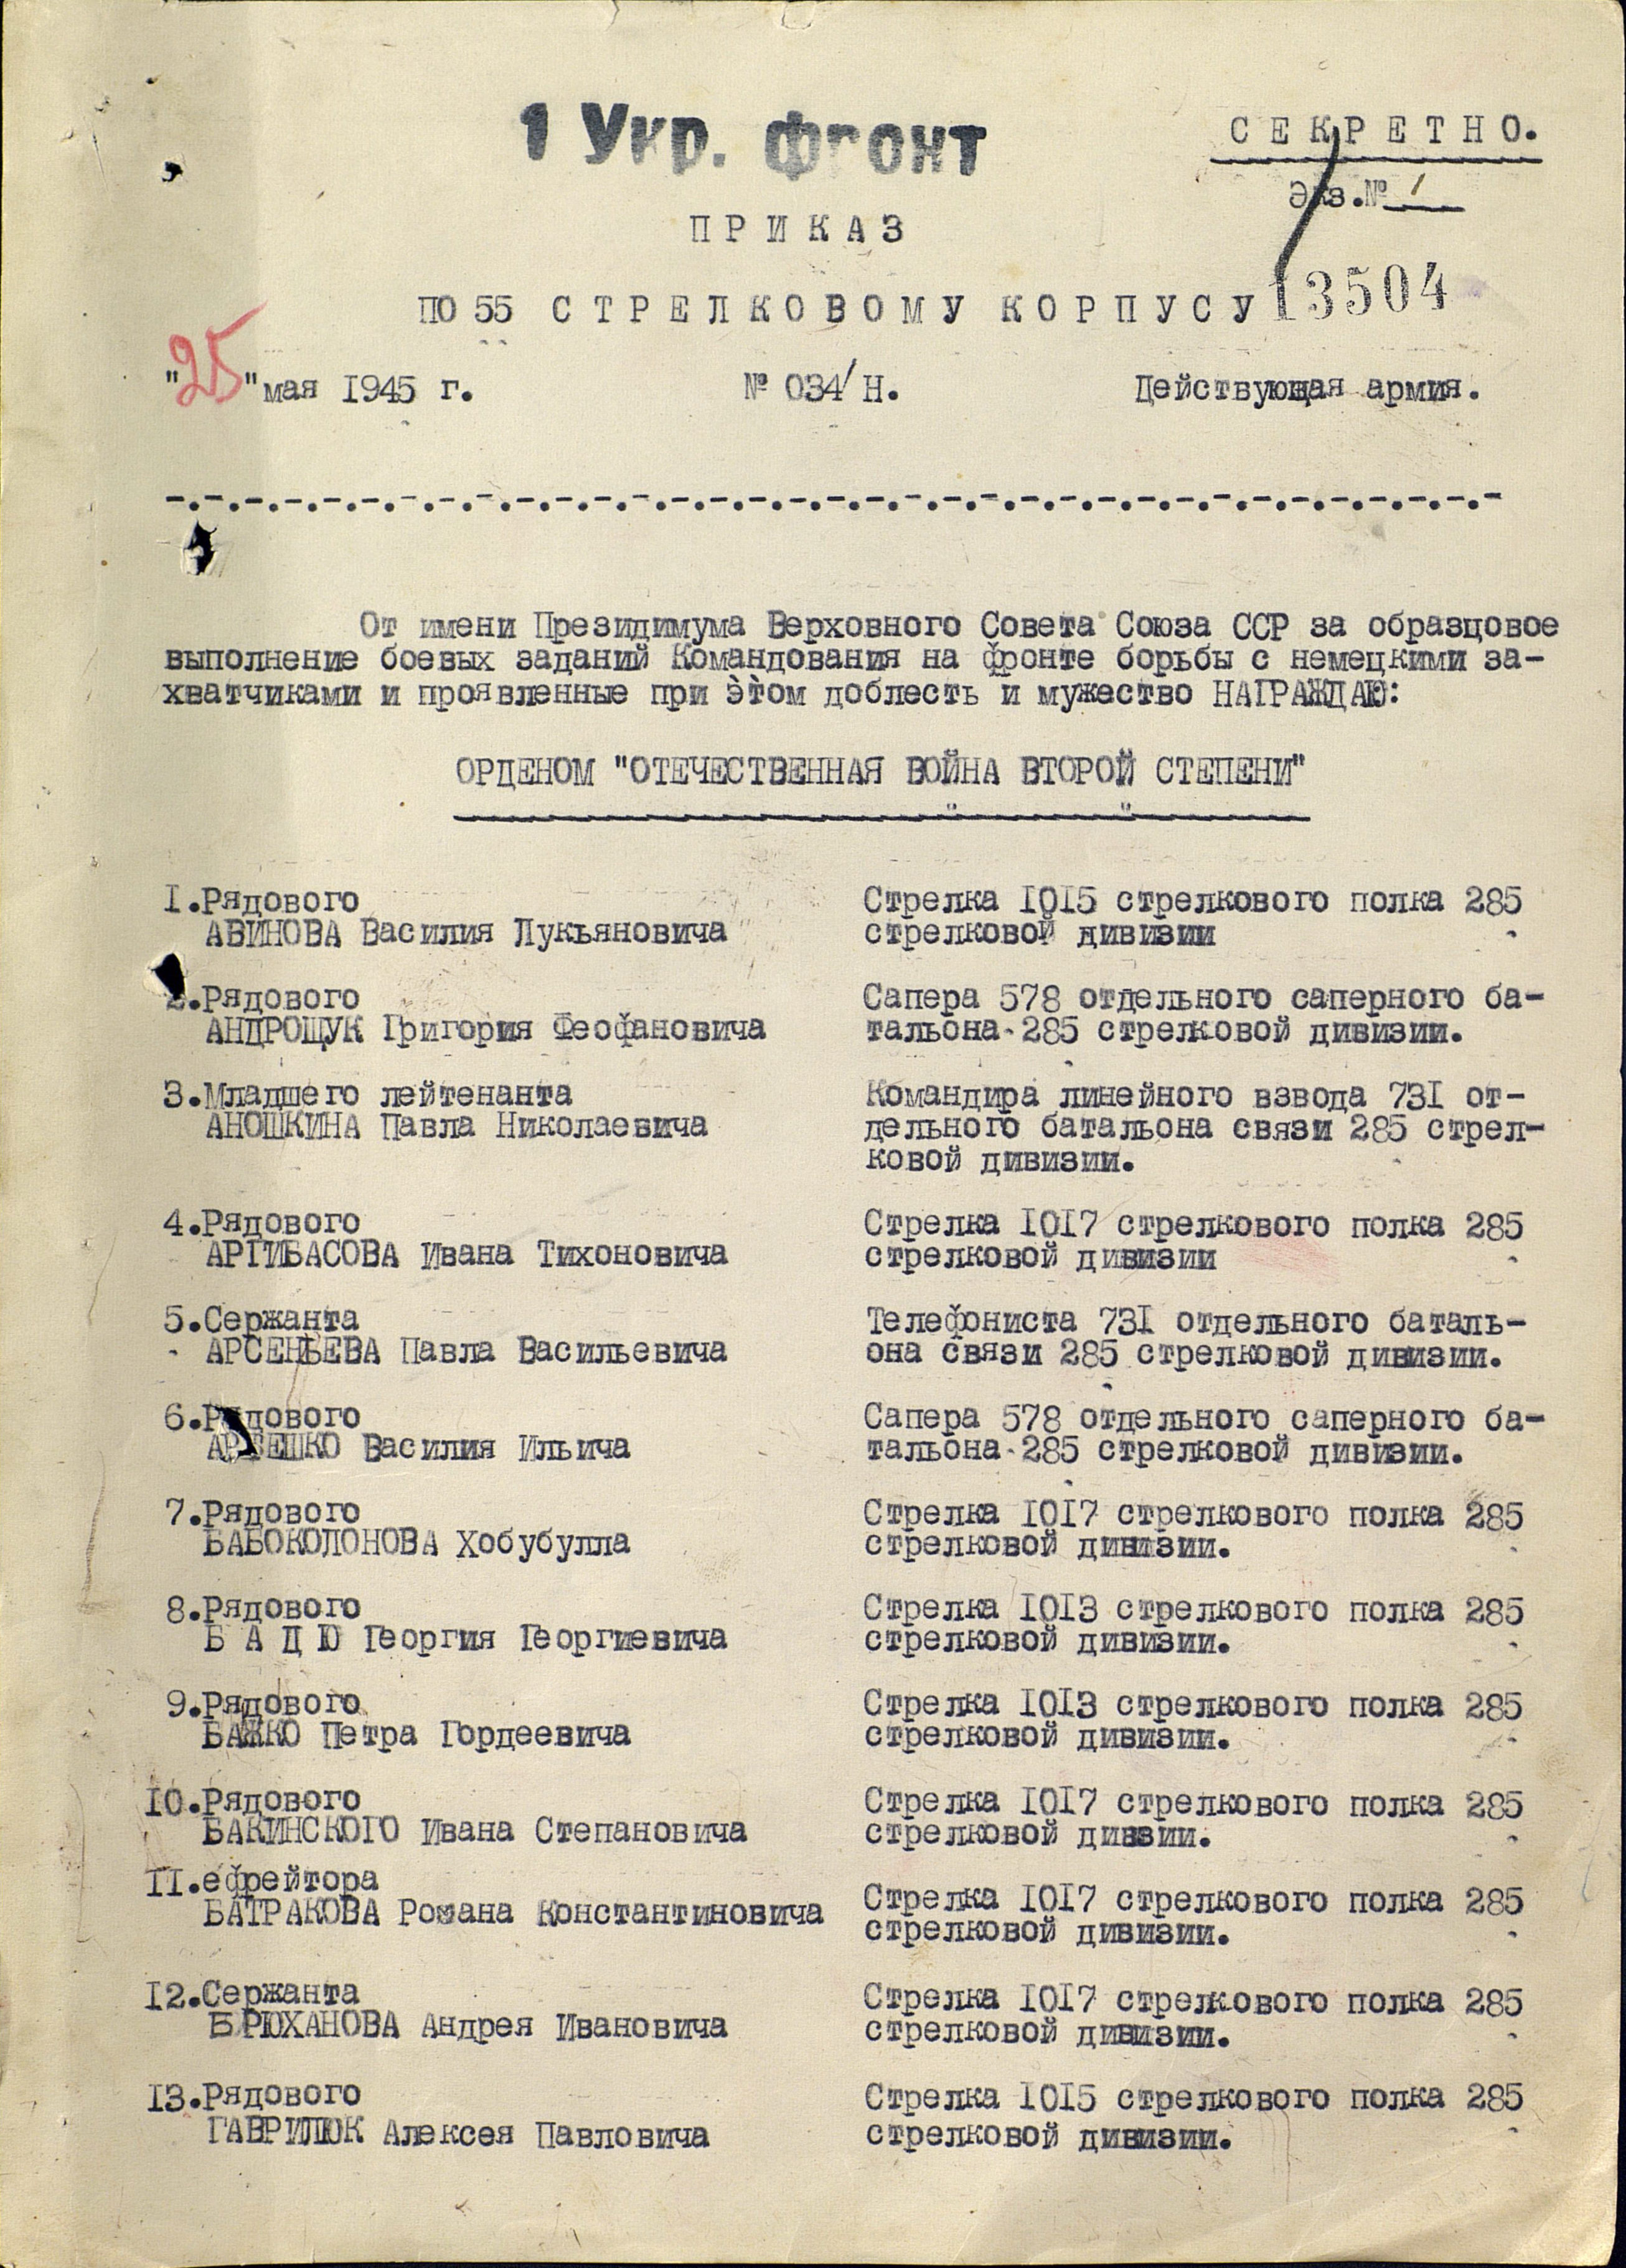 1 Укр. фронт
СЕКРЕТНО.
Экз.№ 1
ПРИКАЗ
ПО 55 СТРЕЛКОВОМУ КОРПУСУ
13504
"25" мая 1945 г. № 034/Н. Действующая армия.
От имени Президимума Верховного Совета Союза ССР за образцовое
выполнение боевых заданий Командования на фронте борьбы с немецкими за-
хватчиками и проявленные при этом доблесть и мужество НАГРАЖДАЮ:
ОРДЕНОМ "ОТЕЧЕСТВЕННАЯ ВОЙНА ВТОРОЙ СТЕПЕНИ"
1.Рядового Стрелка 1015 стрелкового полка 285
АВИНОВА Василия Лукьяновича стрелковой дивизии
2.Рядового Сапера 578 отдельного саперного ба-
АНДРОЩУК Григория Феофановича тальона 285 стрелковой дивизии.
3.Младшего лейтенанта Командира линейного взвода 731 от-
АНОШКИНА Павла Николаевича дельного батальона связи 285 стрел-
ковой дивизии.
4.Рядового Стрелка 1017 стрелкового полка 285
АРГИБАСОВА Ивана Тихоновича стрелковой дивизии
5.Сержанта Телефониста 731 отдельного баталь-
АРСЕНЬЕВА Павла Васильевича она связи 285 стрелковой дивизии.
6.Рядового Сапера 578 отдельного саперного ба-
Василия Ильича тальона 285 стрелковой дивизии.
7.Рядового Стрелка 1017 стрелкового полка 285
БАБОКОЛОНОВА Хобубулла стрелковой дивизии.
8.Рядового Стрелка 1013 стрелкового полка 285
Б А Д Ю Георгия Георгиевича стрелковой дивизии.
9.Рядового Стрелка 1013 стрелкового полка 285
БАЖКО Петра Гордеевича стрелковой дивизии.
10.Рядового Стрелка 1017 стрелкового полка 285
БАКИНСКОГО Ивана Степановича стрелковой дивзии.
11.ефрейтора
БАТРАКОВА Романа Константиновича Стрелка 1017 стрелкового полка 285
стрелковой дивизии.
12.Сержанта Стрелка 1017 стрелкового полка 285
БРЮХАНОВА Андрея Ивановича стрелковой дивизии.
13.Рядового Стрелка 1015 стрелкового полка 285
ГАВРИЛЮК Алексея Павловича стрелковой дивизии.